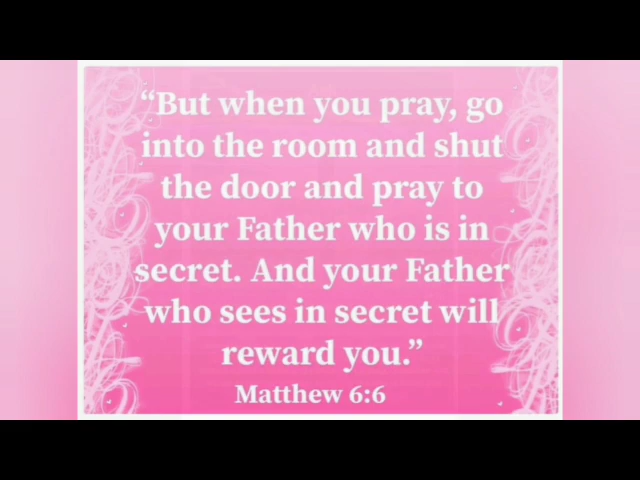 “But when you pray, go
into the room and shut
the door and pray to
your Father who is in
secret. And your Father
who sees in secret will
reward you.”
Matthew 6:6